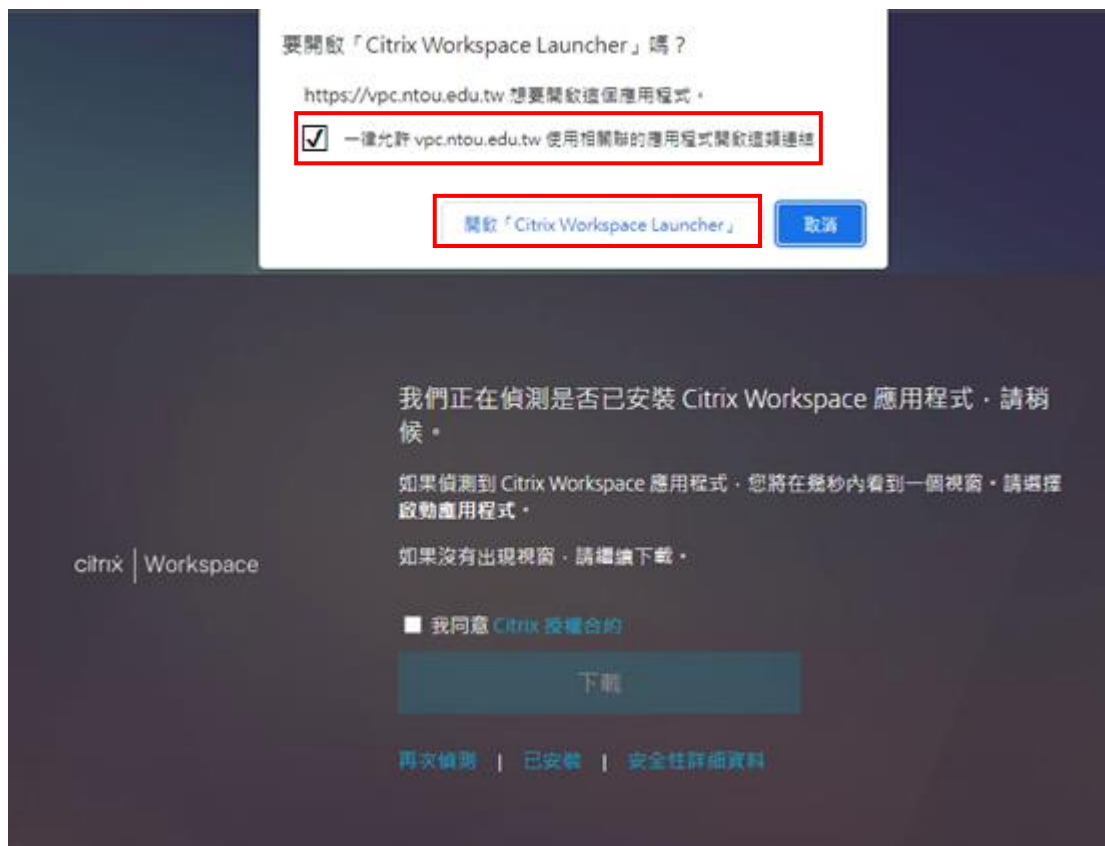 要開啟「Citrix Workspace Launcher」嗎？
https://vpc.ntou.edu.tw 想要開啟這個應用程式。
一律允許 vpc.ntou.edu.tw 使用相關聯的應用程式開啟這類連結
開啟「Citrix Workspace Launcher」
取消
我們正在偵測是否已安裝 Citrix Workspace 應用程式，請稍
候。
如果偵測到 Citrix Workspace 應用程式，您將在幾秒內看到一個視窗。請選擇
啟動應用程式。
如果沒有出現視窗，請繼續下載。
citrix | Workspace
我同意 Citrix 授權合約
下載
再次偵測 | 已安裝 | 安全性詳細資料